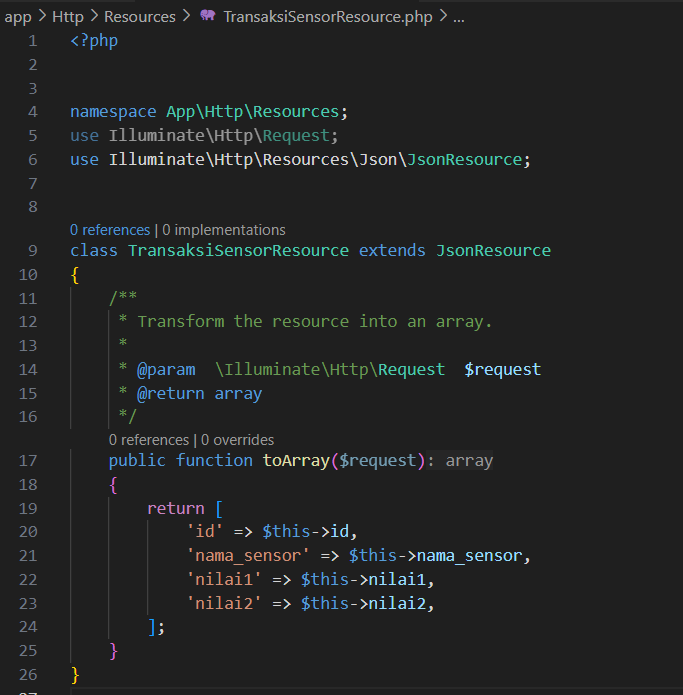 app > Http > Resources > TransaksiSensorResource.php > ...
1 <?php
2
3
4 namespace App\Http\Resources;
5 use Illuminate\Http\Request;
6 use Illuminate\Http\Resources\Json\JsonResource;
7
8
0 references | 0 implementations
9 class TransaksiSensorResource extends JsonResource
10 {
11 /**
12 * Transform the resource into an array.
13 *
14 * @param  \Illuminate\Http\Request  $request
15 * @return array
16 */
0 references | 0 overrides
17 public function toArray($request): array
18 {
19 return [
20 'id' => $this->id,
21 'nama_sensor' => $this->nama_sensor,
22 'nilai1' => $this->nilai1,
23 'nilai2' => $this->nilai2,
24 ];
25 }
26 }
27